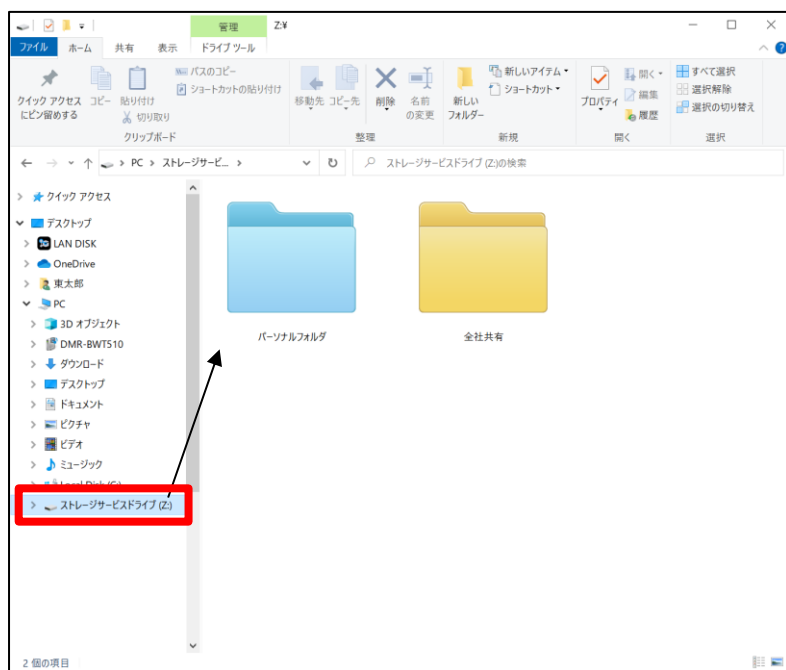 管理 Z:¥
ファイル ホーム 共有 表示 ドライブ ツール
クイック アクセス
にピン留めする
コピー
貼り付け
パスのコピー
ショートカットの貼り付け
切り取り
クリップボード
移動先 コピー先 削除 名前
の変更
整理
新しい
フォルダー
新しいアイテム
ショートカット
新規
プロパティ
開く
編集
履歴
開く
すべて選択
選択解除
選択の切り替え
選択
PC ストレージサービ... ストレージサービスドライブ (Z:)の検索
クイック アクセス
デスクトップ
LAN DISK
OneDrive
東太郎
PC
3D オブジェクト
DMR-BWT510
ダウンロード
デスクトップ
ドキュメント
ピクチャ
ビデオ
ミュージック
Local Disk (C:)
ストレージサービスドライブ (Z:)
パーソナルフォルダ
全社共有
2 個の項目